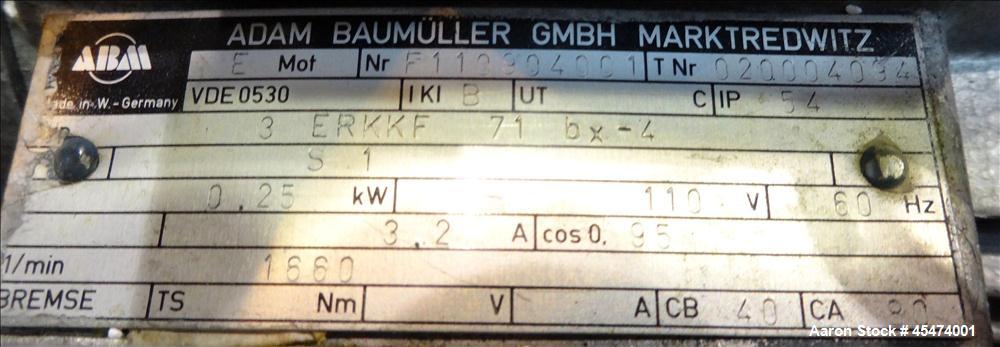 ABM ADAM BAUMÜLLER GMBH MARKTREDWITZ
E Mot Nr F110904001 T Nr 020004094
Made in W.-Germany VDE 0530 I Kl B UT C IP 54
3 ERKKF 71 bx-4
S 1
0,25 kW 110 V 60 Hz
3,2 A cos 0, 95
1/min 1660
BREMSE TS Nm V A CB 40 CA
Aaron Stock # 45474001